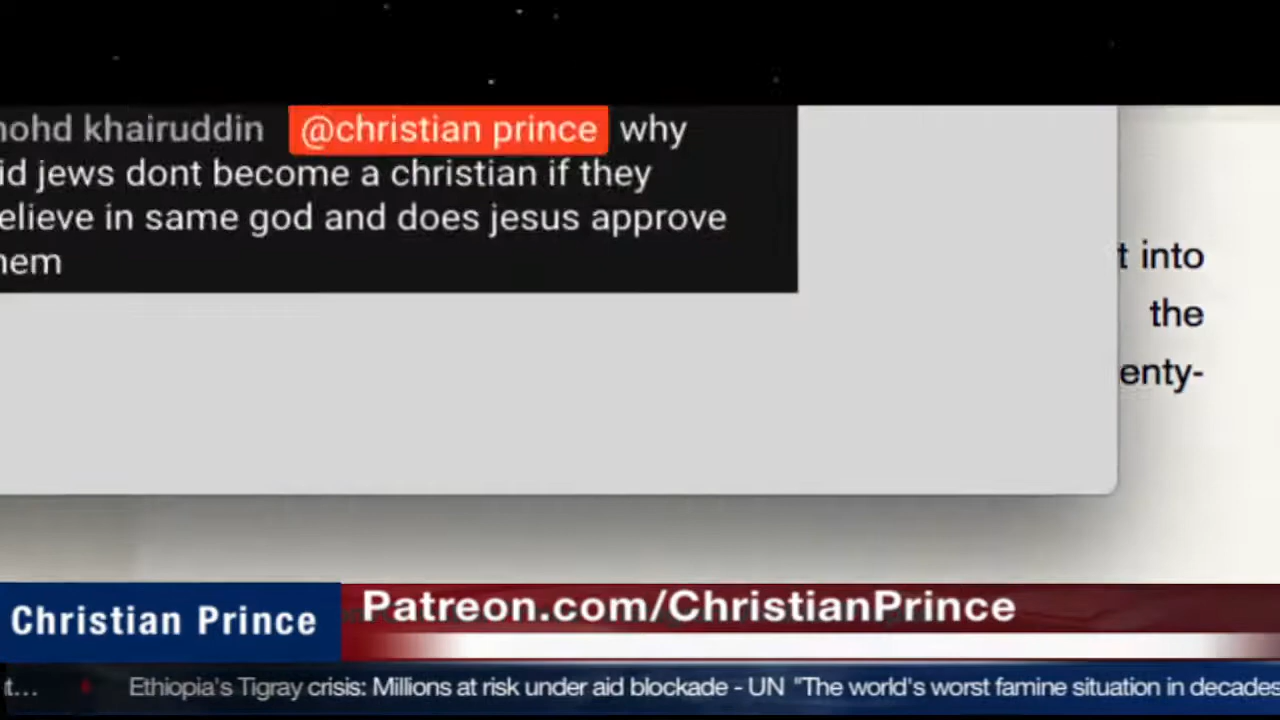 mohd khairuddin @christian prince why
id jews dont become a christian if they
elieve in same god and does jesus approve
hem
t into
the
enty-
Christian Prince
Patreon.com/ChristianPrince
t... Ethiopia's Tigray crisis: Millions at risk under aid blockade - UN "The world's worst famine situation in decades